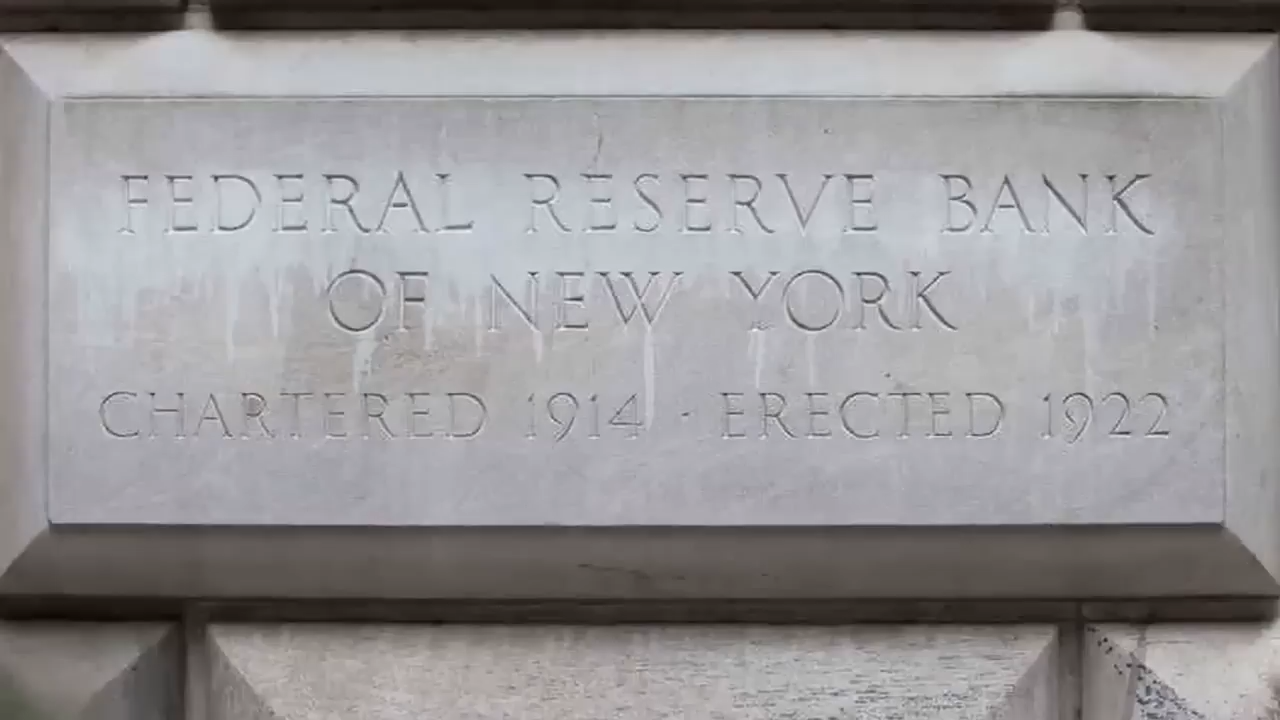 FEDERAL RESERVE BANK
OF NEW YORK
CHARTERED 1914 · ERECTED 1922